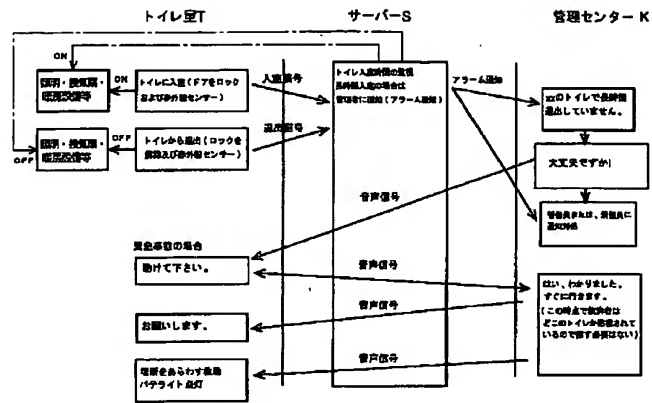 トイレ室T
サーバーS
管理センター K
ON
照明・換気扇・
暖房設備等
ON
トイレに入室(ドアをロック
および赤外線センサー)
入室信号
トイレ入室時間の監視
長時間入室の場合は
管理者に通知(アラーム通知)
アラーム通知
xxのトイレで長時間
退出していません。
OFF
照明・換気扇・
暖房設備等
OFF
トイレから退出(ロックを
解除及び赤外線センサー)
退出信号
大丈夫ですか!
音声信号
警備員または、
通知対処
緊急事態の場合
助けて下さい。
音声信号
はい、わかりました。
すぐに行きます。
(この時点で救済者は
どこのトイレか把握されて
いるので探す必要はない)
お願いします。
音声信号
場所をあらわす救助
パテライト点灯
音声信号